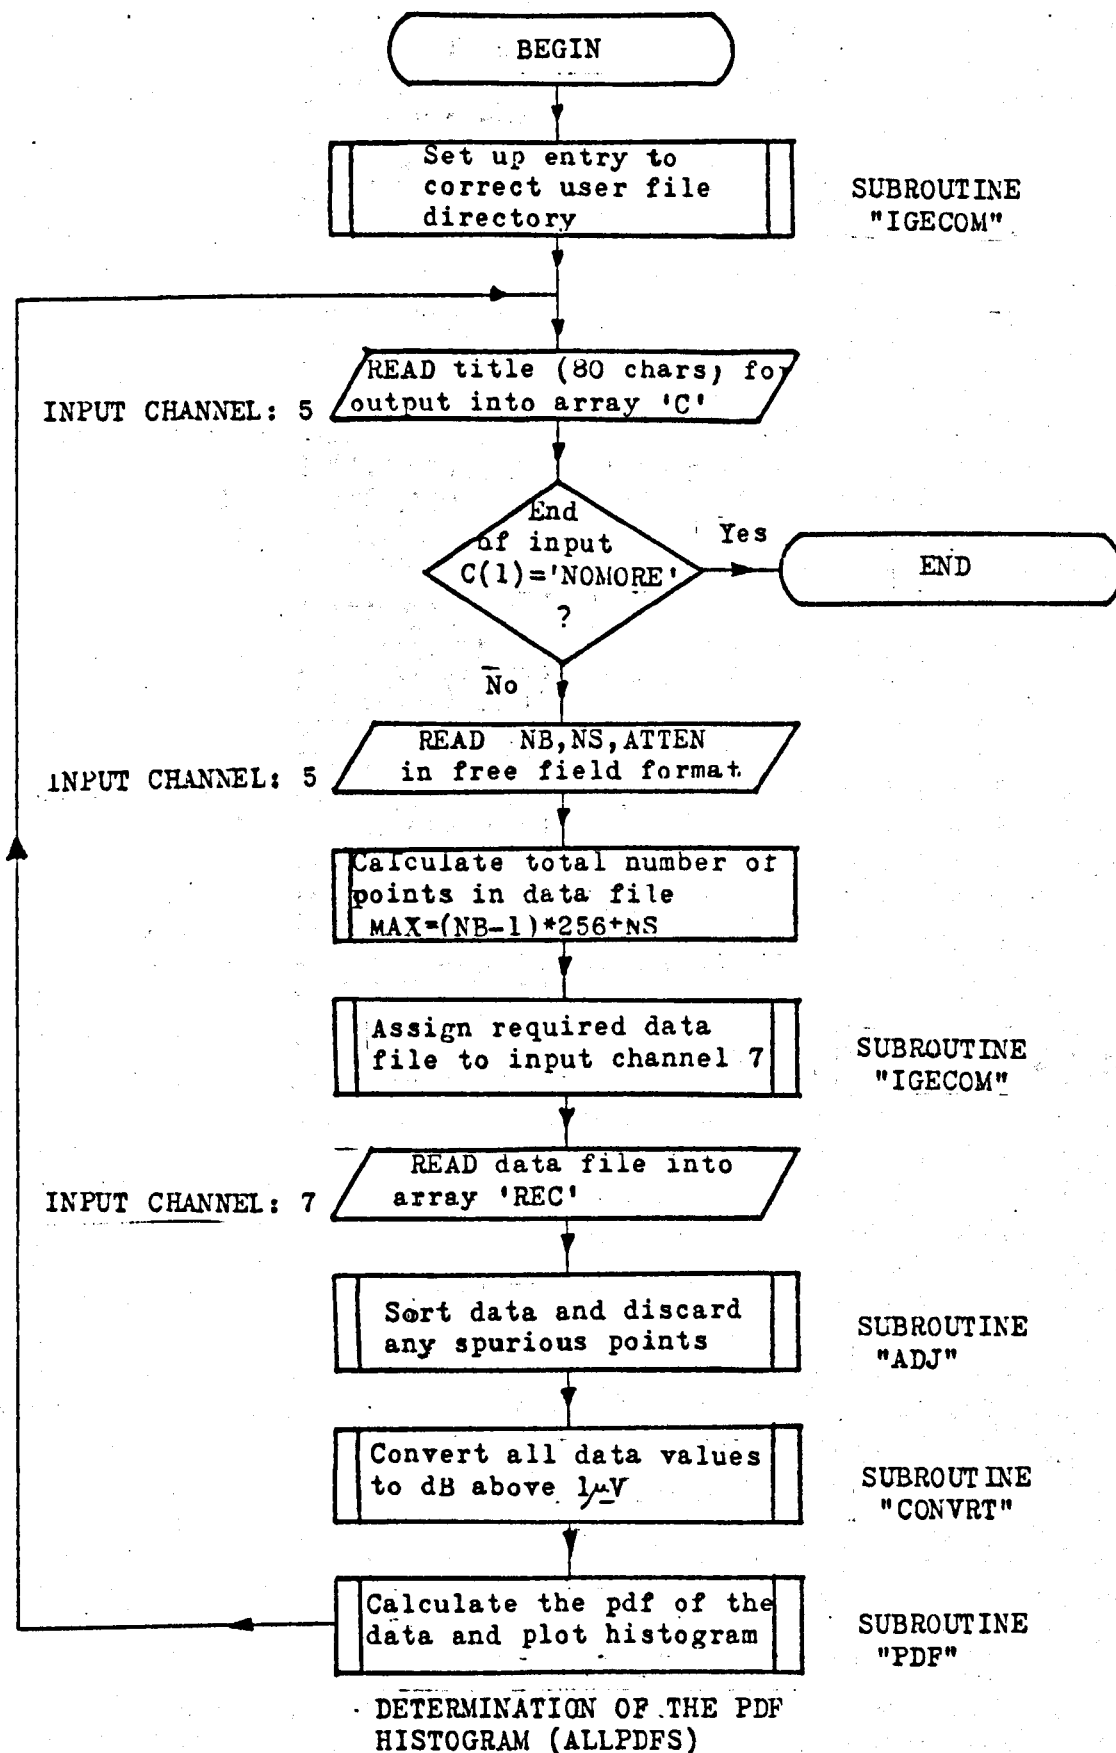 BEGIN
Set up entry to
correct user file
directory
SUBROUTINE
"IGECOM"
READ title (80 chars) for
output into array 'C'
INPUT CHANNEL: 5
End
of input
C(1)='NOMORE'
?
Yes
END
No
READ NB,NS,ATTEN
in free field format
INPUT CHANNEL: 5
Calculate total number of
points in data file
MAX=(NB-1)*256+NS
Assign required data
file to input channel 7
SUBROUTINE
"IGECOM"
READ data file into
array 'REC'
INPUT CHANNEL: 7
Sort data and discard
any spurious points
SUBROUTINE
"ADJ"
Convert all data values
to dB above 1μV
SUBROUTINE
"CONVRT"
Calculate the pdf of the
data and plot histogram
SUBROUTINE
"PDF"
DETERMINATION OF THE PDF
HISTOGRAM (ALLPDFS)